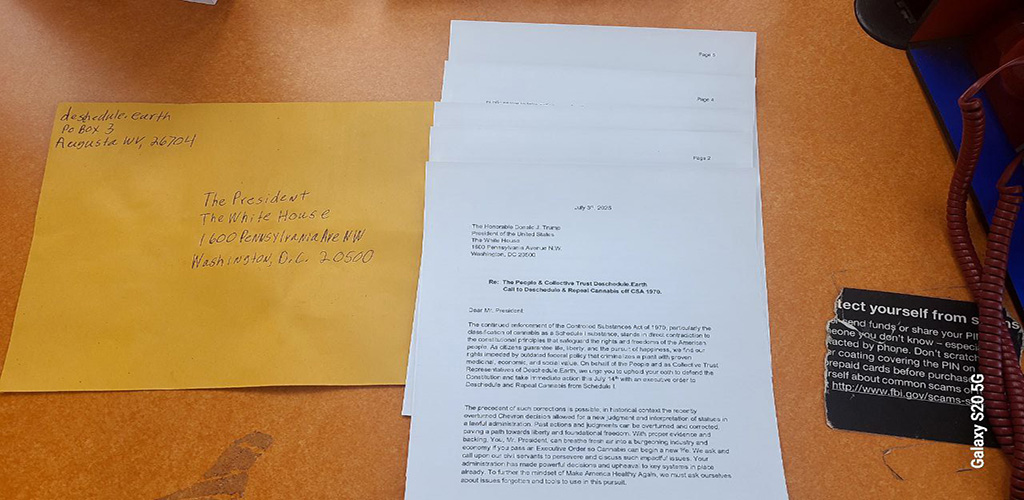 deshedule.earth
Po Box 3
Augusta WV, 26704
The President
The White House
1600 Pennsylvania Ave NW
Washington, D.C. 20500
Page 5
Page 4
Page 2
July 3rd, 2025
The Honorable Donald J. Trump
President of the United States
The White House
1600 Pennsylvania Avenue N.W.
Washington, DC 20500
Re: The People & Collective Trust Deschedule.Earth
Call to Deschedule & Repeal Cannabis off CSA 1970.
Dear Mr. President
The continued enforcement of the Controlled Substances Act of 1970, particularly the
classification of cannabis as a Schedule I substance, stands in direct contradiction to
the constitutional principles that safeguard the rights and freedoms of the American
people. As citizens guarantee life, liberty, and the pursuit of happiness, we find our
rights impeded by outdated federal policy that criminalizes a plant with proven
medicinal, economic, and social value. On behalf of the People and as Collective Trust
Representatives of Deschedule.Earth, we urge you to uphold your oath to defend the
Constitution and take immediate action this July 14th with an executive order to
Deschedule and Repeal Cannabis from Schedule I.
The precedent of such corrections is possible, in historical context the recently
overturned Chevron decision allowed for a new judgment and interpretation of statues in
a lawful administration. Past actions and judgments can be overturned and corrected,
paving a path towards liberty and foundational freedom. With proper evidence and
backing, You, Mr. President, can breathe fresh air into a burgeoning industry and
economy if you pass an Executive Order so Cannabis can begin a new life. We ask and
call upon our civil servants to persevere and discuss such impactful issues. Your
administration has made powerful decisions and upheaval to key systems in place
already. To further the mindset of Make America Healthy Again, we must ask ourselves
about issues forgotten and tools to use in this pursuit.
tect yourself from s ms
send funds or share your PI
eone you don't know – especi
acted by phone. Don't scratch
r coating covering the PIN on
repaid cards before purchas
rself about common scams o
http://www.fbi.gov/scams-s
Galaxy S20 5G